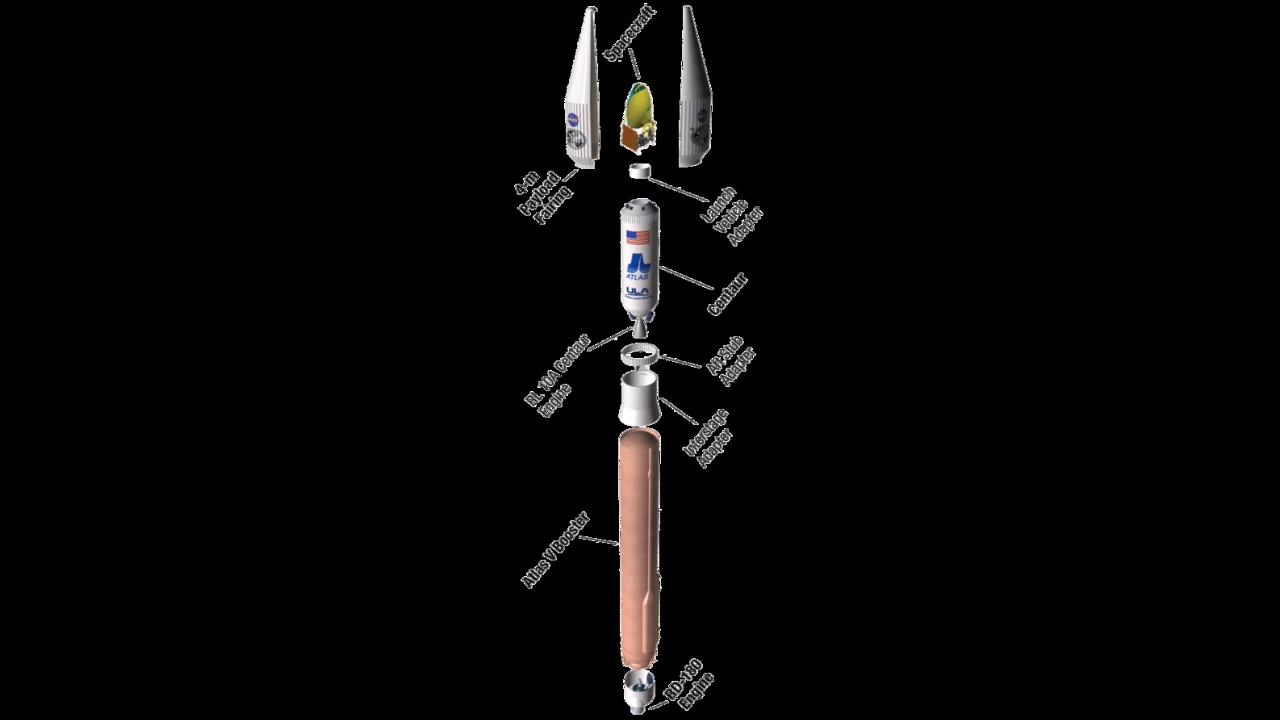 Spacecraft
4-m
Payload
Fairing
Launch
Vehicle
Adapter
ATLAS
ULA
Centaur
RL 10A Centaur
Engine
Aft-Stub
Adapter
Interstage
Adapter
Atlas V Booster
RD-180
Engine